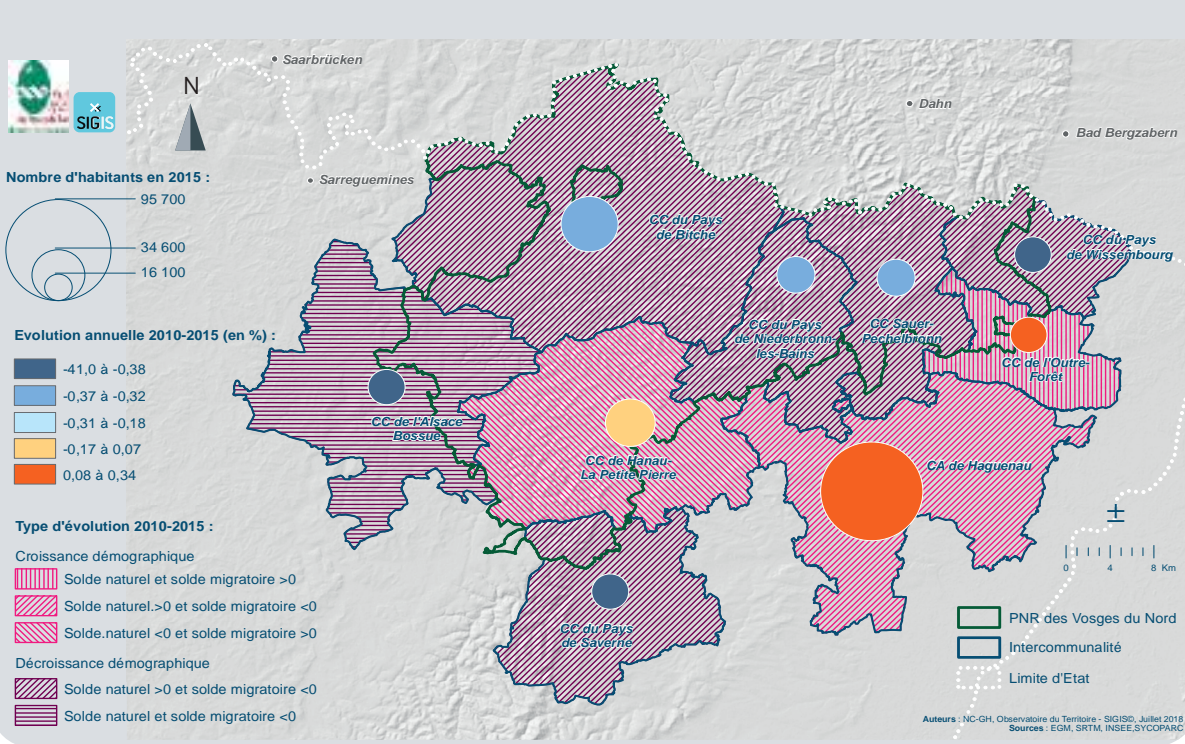 Saarbrücken
Dahn
Bad Bergzabern
Sarreguemines
N
SIGIS
Nombre d'habitants en 2015 :
95 700
34 600
16 100
Evolution annuelle 2010-2015 (en %) :
-41,0 à -0,38
-0,37 à -0,32
-0,31 à -0,18
-0,17 à 0,07
0,08 à 0,34
Type d'évolution 2010-2015 :
Croissance démographique
Solde naturel et solde migratoire >0
Solde naturel.>0 et solde migratoire <0
Solde.naturel <0 et solde migratoire >0
Décroissance démographique
Solde naturel >0 et solde migratoire <0
Solde naturel et solde migratoire <0
CC du Pays
de Bitche
CC du Pays
de Wissembourg
CC du Pays
de Niederbronn-
les-Bains
CC Sauer-
Pechelbronn
CC de l'Outre-
Forêt
CC de l'Alsace
Bossue
CC de Hanau-
La Petite Pierre
CA de Haguenau
CC du Pays
de Saverne
±
0 4 8 Km
PNR des Vosges du Nord
Intercommunalité
Limite d'Etat
Auteurs : NC-GH, Observatoire du Territoire - SIGIS©, Juillet 2018
Sources : EGM, SRTM, INSEE,SYCOPARC